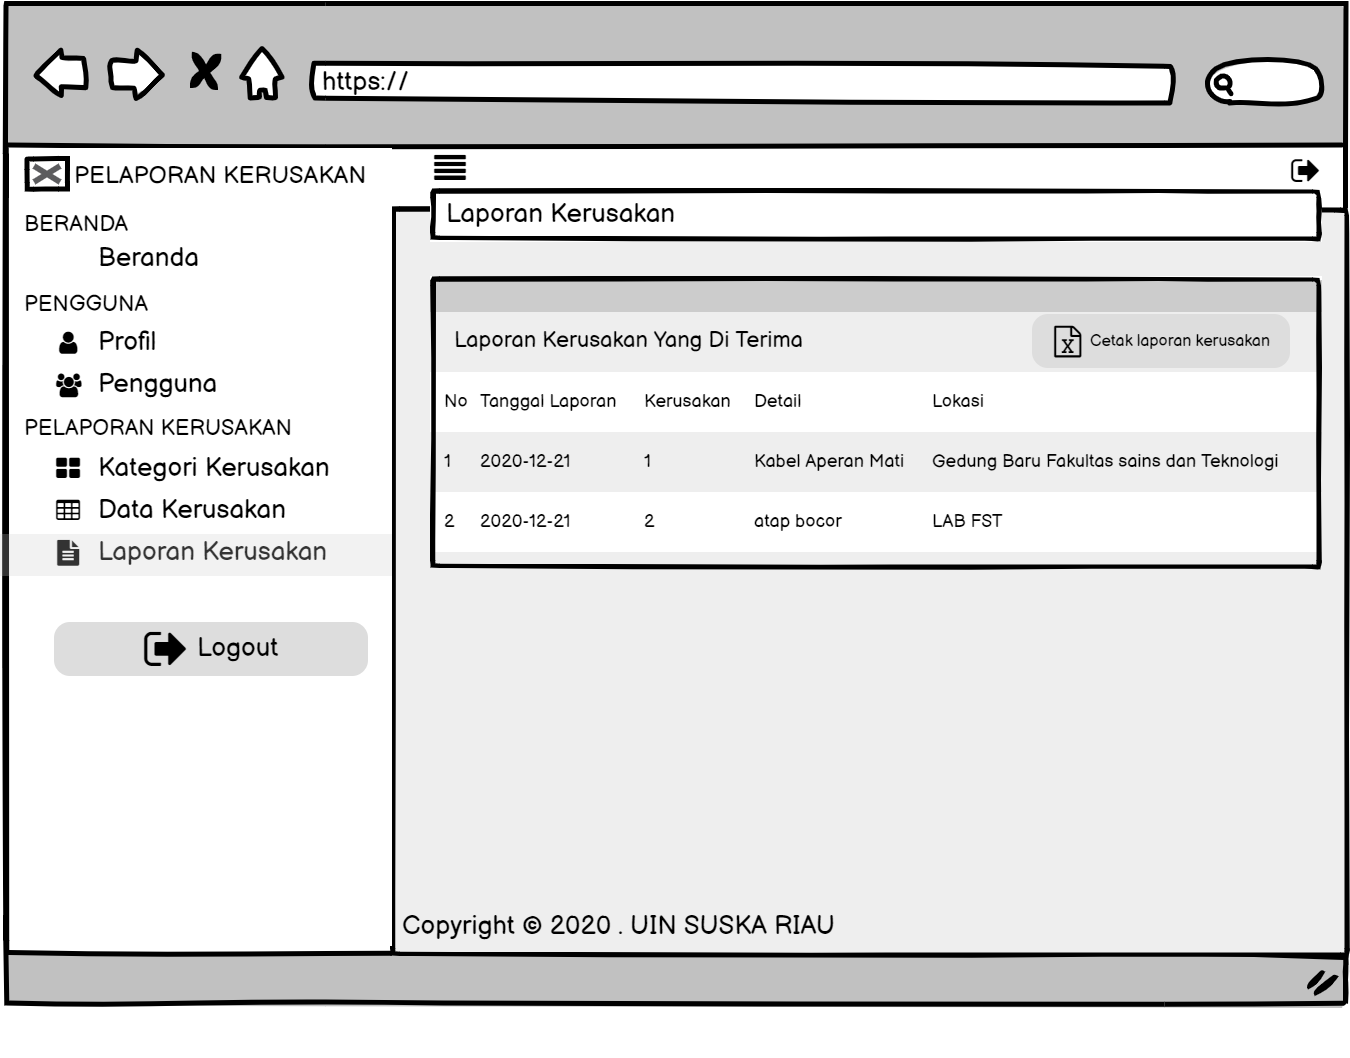 https://
PELAPORAN KERUSAKAN
BERANDA
Beranda
PENGGUNA
Profil
Pengguna
PELAPORAN KERUSAKAN
Kategori Kerusakan
Data Kerusakan
Laporan Kerusakan
Logout
Laporan Kerusakan
Laporan Kerusakan Yang Di Terima
X Cetak laporan kerusakan
No Tanggal Laporan Kerusakan Detail Lokasi
1 2020-12-21 1 Kabel Aperan Mati Gedung Baru Fakultas sains dan Teknologi
2 2020-12-21 2 atap bocor LAB FST
Copyright © 2020 . UIN SUSKA RIAU